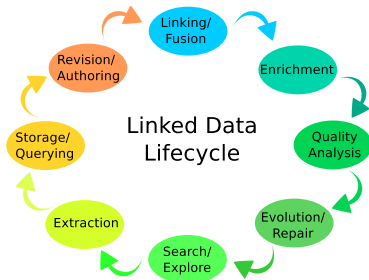 Linking/
Fusion
Enrichment
Quality
Analysis
Evolution/
Repair
Search/
Explore
Extraction
Storage/
Querying
Revision/
Authoring
Linked Data
Lifecycle